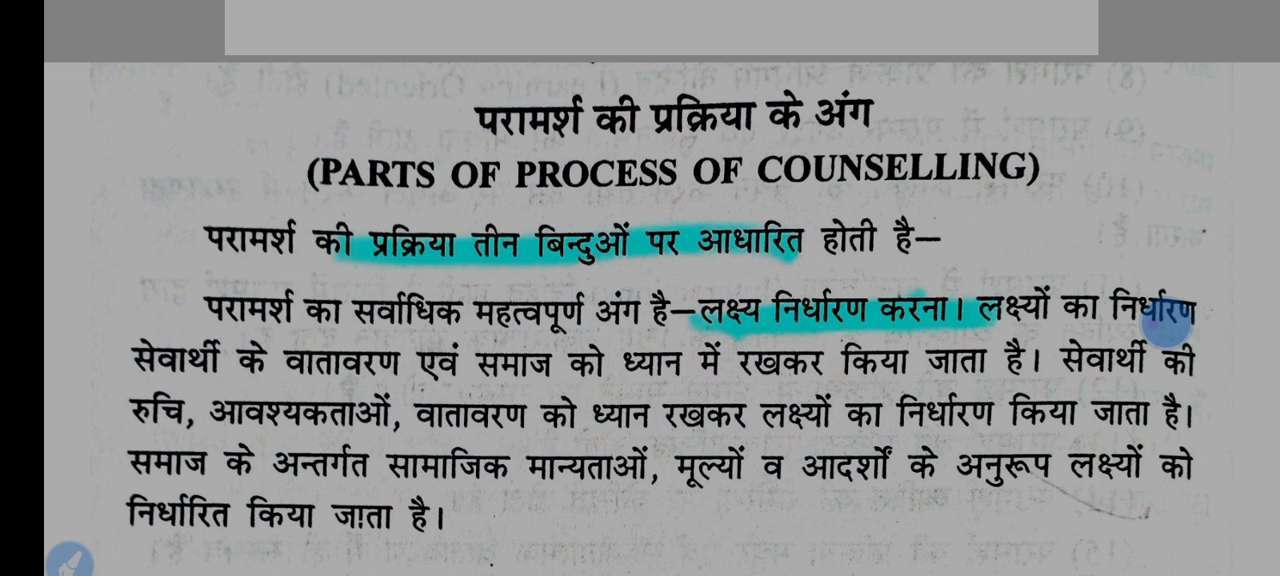 परामर्श की प्रक्रिया के अंग
(PARTS OF PROCESS OF COUNSELLING)
परामर्श की प्रक्रिया तीन बिन्दुओं पर आधारित होती है—
परामर्श का सर्वाधिक महत्वपूर्ण अंग है—लक्ष्य निर्धारण करना। लक्ष्यों का निर्धारण
सेवार्थी के वातावरण एवं समाज को ध्यान में रखकर किया जाता है। सेवार्थी की
रुचि, आवश्यकताओं, वातावरण को ध्यान रखकर लक्ष्यों का निर्धारण किया जाता है।
समाज के अन्तर्गत सामाजिक मान्यताओं, मूल्यों व आदर्शों के अनुरूप लक्ष्यों को
निर्धारित किया जाता है।